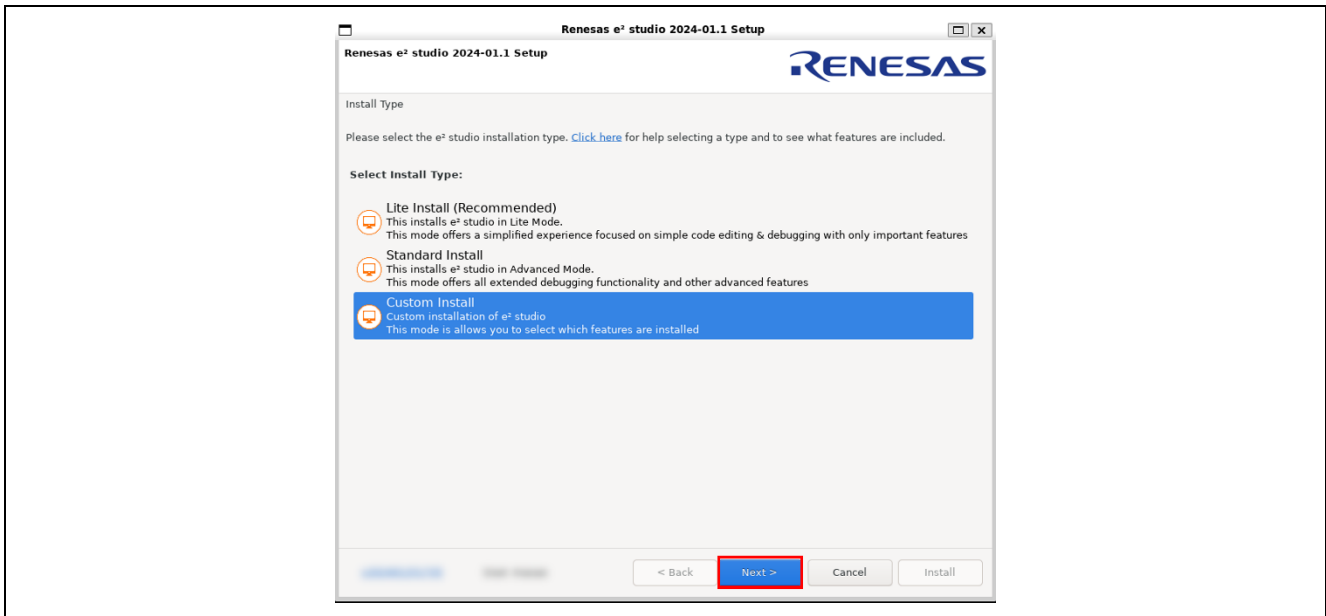 Renesas e² studio 2024-01.1 Setup
Renesas e² studio 2024-01.1 Setup
RENESAS
Install Type
Please select the e² studio installation type. Click here for help selecting a type and to see what features are included.
Select Install Type:
Lite Install (Recommended)
This installs e² studio in Lite Mode.
This mode offers a simplified experience focused on simple code editing & debugging with only important features
Standard Install
This installs e² studio in Advanced Mode.
This mode offers all extended debugging functionality and other advanced features
Custom Install
Custom installation of e² studio
This mode is allows you to select which features are installed
< Back Next > Cancel Install